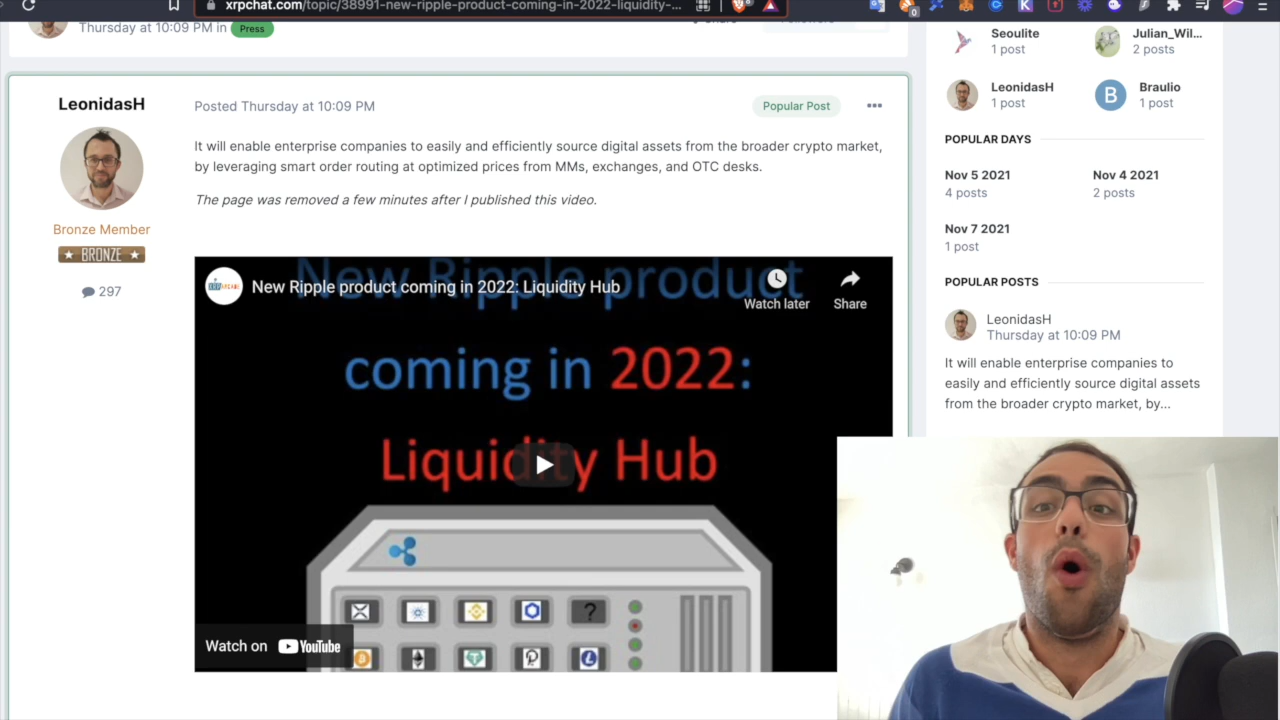 xrpchat.com/topic/38991-new-ripple-product-coming-in-2022-liquidity-...
0
Thursday at 10:09 PM in Press
LeonidasH
Bronze Member
BRONZE
297
Posted Thursday at 10:09 PM
Popular Post
It will enable enterprise companies to easily and efficiently source digital assets from the broader crypto market,
by leveraging smart order routing at optimized prices from MMs, exchanges, and OTC desks.
The page was removed a few minutes after I published this video.
New Ripple product
coming in 2022:
Liquidity Hub
New Ripple product coming in 2022: Liquidity Hub
Watch later
Share
?
Watch on YouTube
Seoulite
1 post
Julian_Wil...
2 posts
LeonidasH
1 post
B
Braulio
1 post
POPULAR DAYS
Nov 5 2021
4 posts
Nov 4 2021
2 posts
Nov 7 2021
1 post
POPULAR POSTS
LeonidasH
Thursday at 10:09 PM
It will enable enterprise companies to
easily and efficiently source digital assets
from the broader crypto market, by...